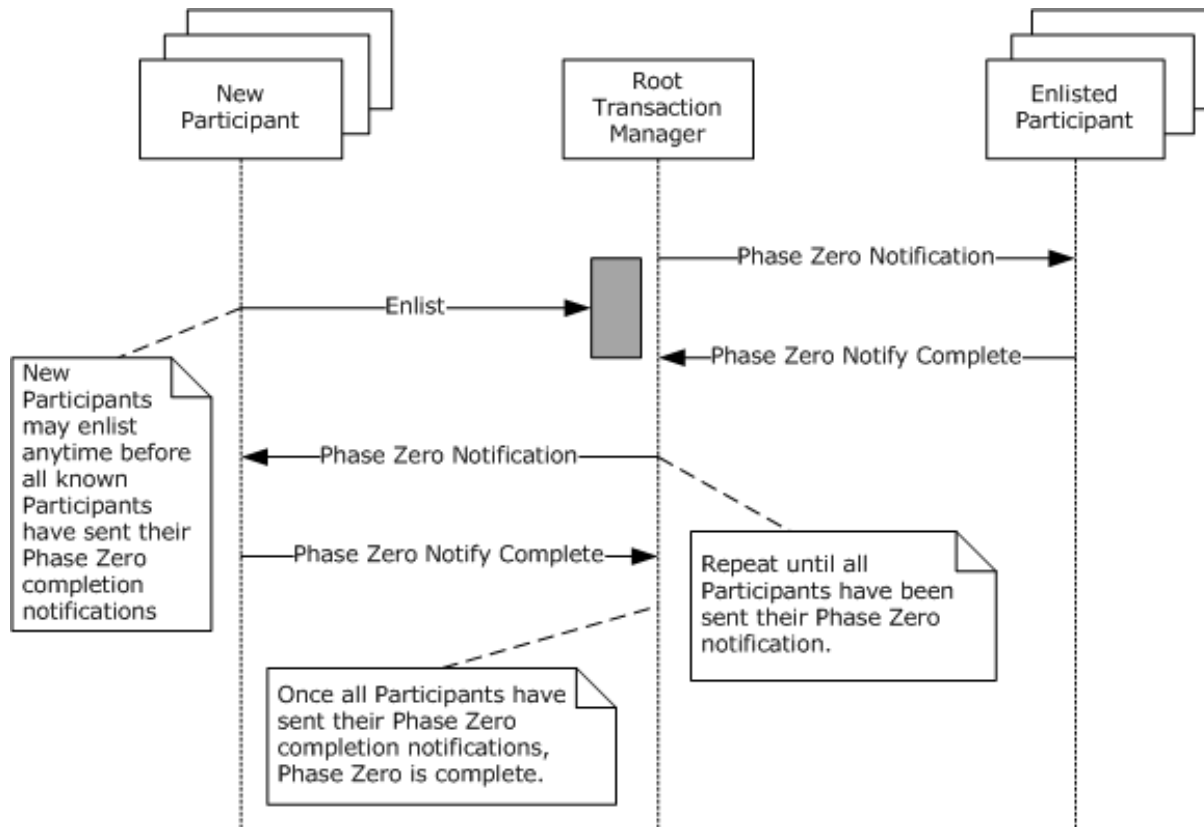 New
Participant
Root
Transaction
Manager
Enlisted
Participant
Phase Zero Notification
Enlist
Phase Zero Notify Complete
New
Participants
may enlist
anytime before
all known
Participants
have sent their
Phase Zero
completion
notifications
Phase Zero Notification
Phase Zero Notify Complete
Repeat until all
Participants have been
sent their Phase Zero
notification.
Once all Participants have
sent their Phase Zero
completion notifications,
Phase Zero is complete.